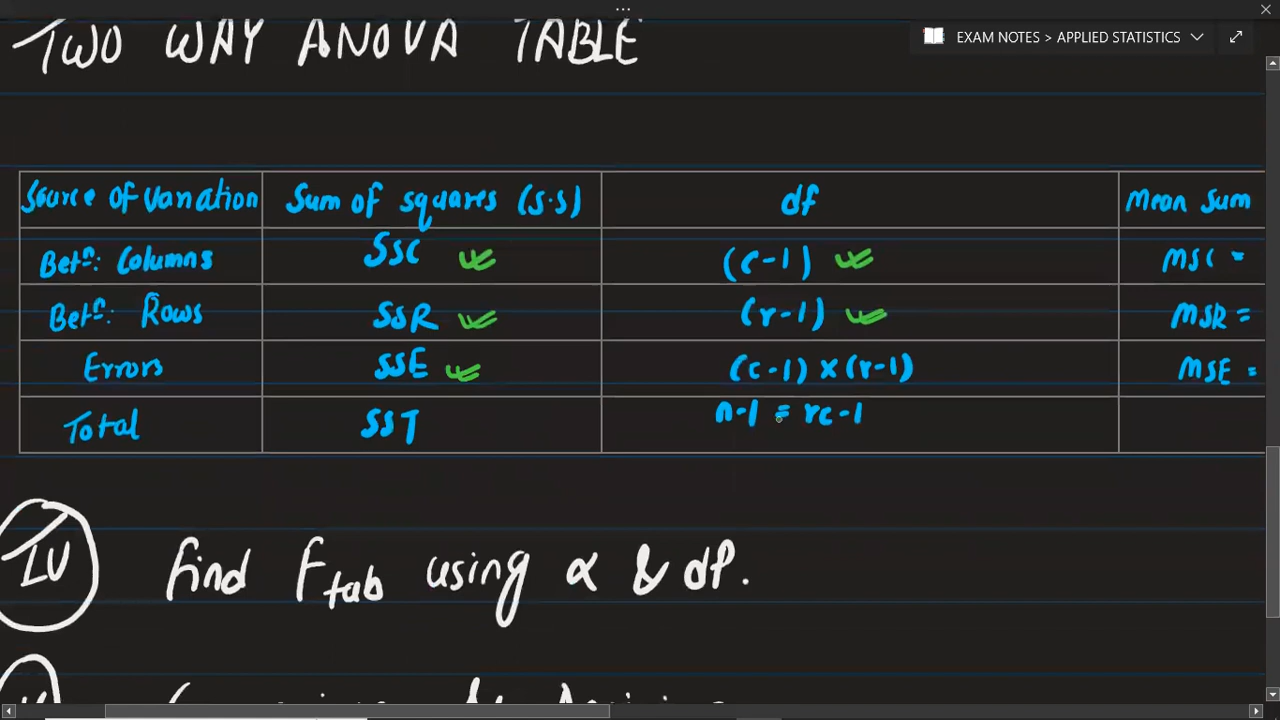 TWO WAY ANOVA TABLE
EXAM NOTES > APPLIED STATISTICS
Source of Variation Sum of squares (S.S) df Mean Sum
Betn: Columns SSC (c-1) MSC =
Betn: Rows SSR (r-1) MSR =
Errors SSE (c-1) x (r-1) MSE =
Total SST n-1 = rc-1
IV Find Ftab using α & df.